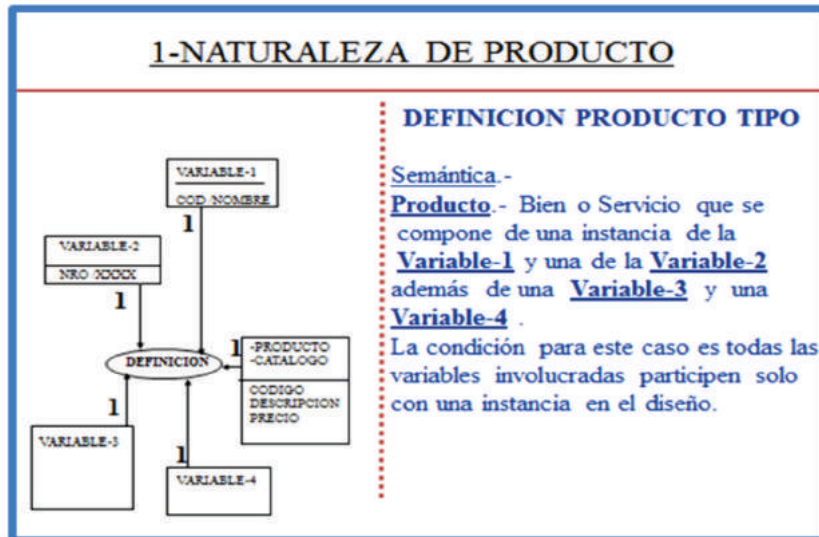 1-NATURALEZA DE PRODUCTO
VARIABLE-1
COD /NOMBRE
1
VARIABLE-2
NRO /XXXX
1
DEFINICION
1
-PRODUCTO
-CATALOGO
CODIGO
DESCRIPCION
PRECIO
1
VARIABLE-3
1
VARIABLE-4
DEFINICION PRODUCTO TIPO
Semántica.-
Producto.- Bien o Servicio que se
compone de una instancia de la
Variable-1 y una de la Variable-2
además de una Variable-3 y una
Variable-4 .
La condición para este caso es todas las
variables involucradas participen solo
con una instancia en el diseño.